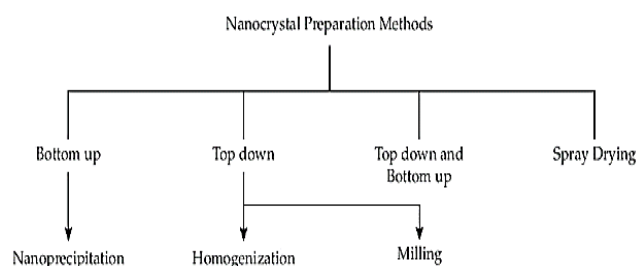 Nanocrystal Preparation Methods
Bottom up
Top down
Top down and
Bottom up
Spray Drying
Nanoprecipitation
Homogenization
Milling